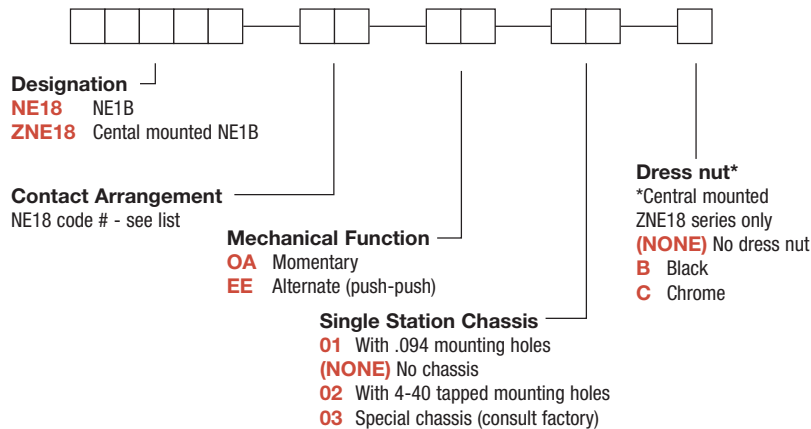 Designation
NE18 NE1B
ZNE18 Cental mounted NE1B
Contact Arrangement
NE18 code # - see list
Mechanical Function
OA Momentary
EE Alternate (push-push)
Single Station Chassis
01 With .094 mounting holes
(NONE) No chassis
02 With 4-40 tapped mounting holes
03 Special chassis (consult factory)
Dress nut*
*Central mounted
ZNE18 series only
(NONE) No dress nut
B Black
C Chrome